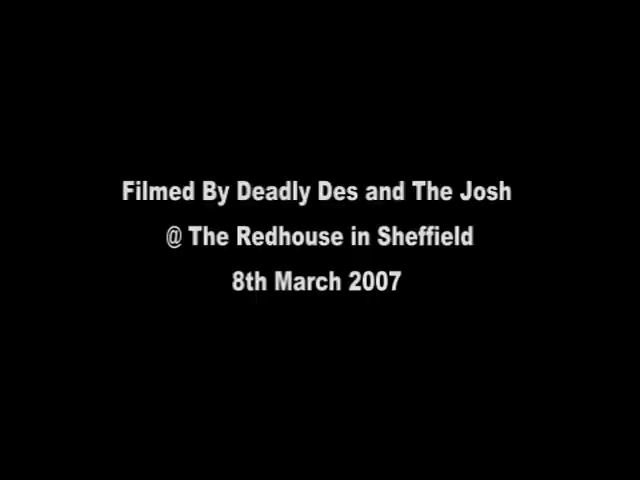 Filmed By Deadly Des and The Josh
@ The Redhouse in Sheffield
8th March 2007